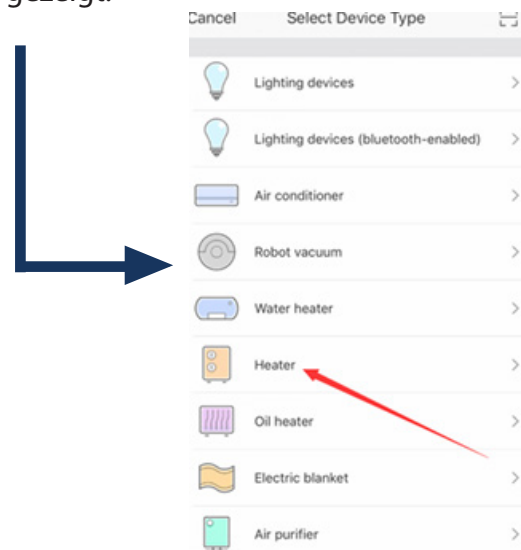 gezeigt.
Cancel Select Device Type
Lighting devices
Lighting devices (bluetooth-enabled)
Air conditioner
Robot vacuum
Water heater
Heater
Oil heater
Electric blanket
Air purifier